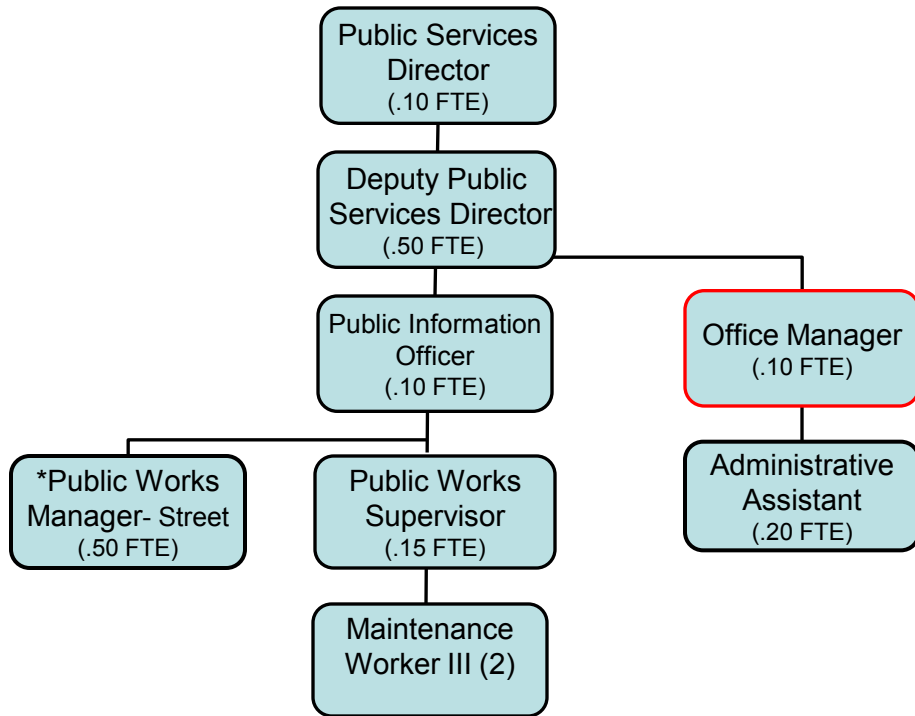 Public Services
Director
(.10 FTE)
Deputy Public
Services Director
(.50 FTE)
Public Information
Officer
(.10 FTE)
Office Manager
(.10 FTE)
*Public Works
Manager- Street
(.50 FTE)
Public Works
Supervisor
(.15 FTE)
Administrative
Assistant
(.20 FTE)
Maintenance
Worker III (2)